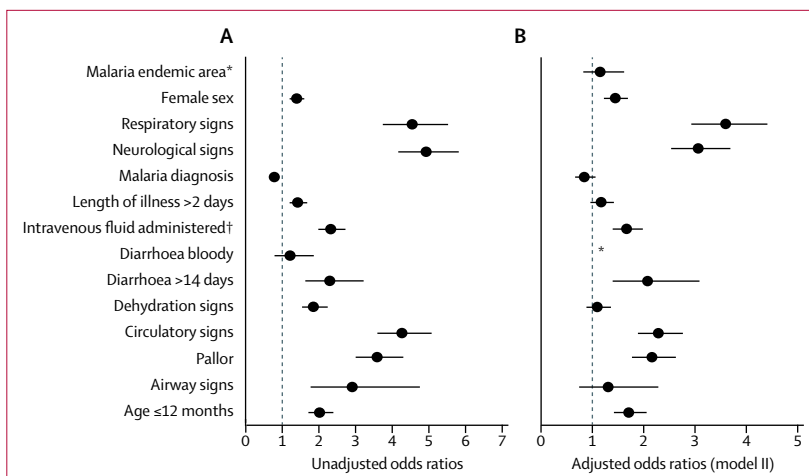 A
B
Malaria endemic area*
Female sex
Respiratory signs
Neurological signs
Malaria diagnosis
Length of illness >2 days
Intravenous fluid administered†
Diarrhoea bloody
*
Diarrhoea >14 days
Dehydration signs
Circulatory signs
Pallor
Airway signs
Age ≤12 months
0 1 2 3 4 5 6 7
0 1 2 3 4 5
Unadjusted odds ratios
Adjusted odds ratios (model II)